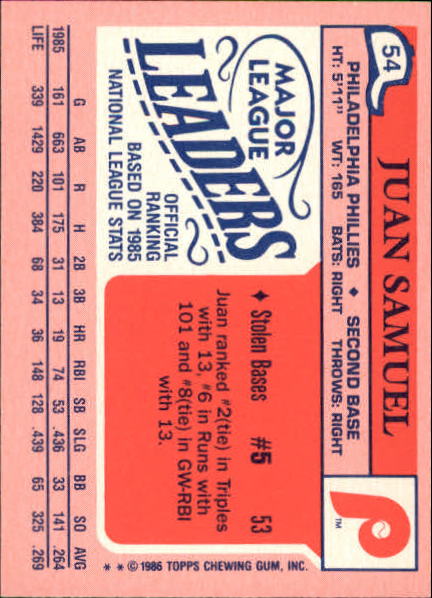 54
JUAN SAMUEL
PHILADELPHIA PHILLIES ♦ SECOND BASE
HT: 5'11" WT: 165 BATS: RIGHT THROWS: RIGHT
P
TM
MAJOR
LEAGUE
LEADERS
OFFICIAL
RANKING
BASED ON 1985
NATIONAL LEAGUE STATS
♦ Stolen Bases #5 53
Juan ranked #2(tie) in Triples
with 13, #6 in Runs with
101 and #8(tie) in GW-RBI
with 13.
G AB R H 2B 3B HR RBI SB SLG BB SO AVG
1985 161 663 101 175 31 13 19 74 53 .436 33 141 .264
LIFE 339 1429 220 384 68 34 36 148 128 .439 65 325 .269
* * © 1986 TOPPS CHEWING GUM, INC.